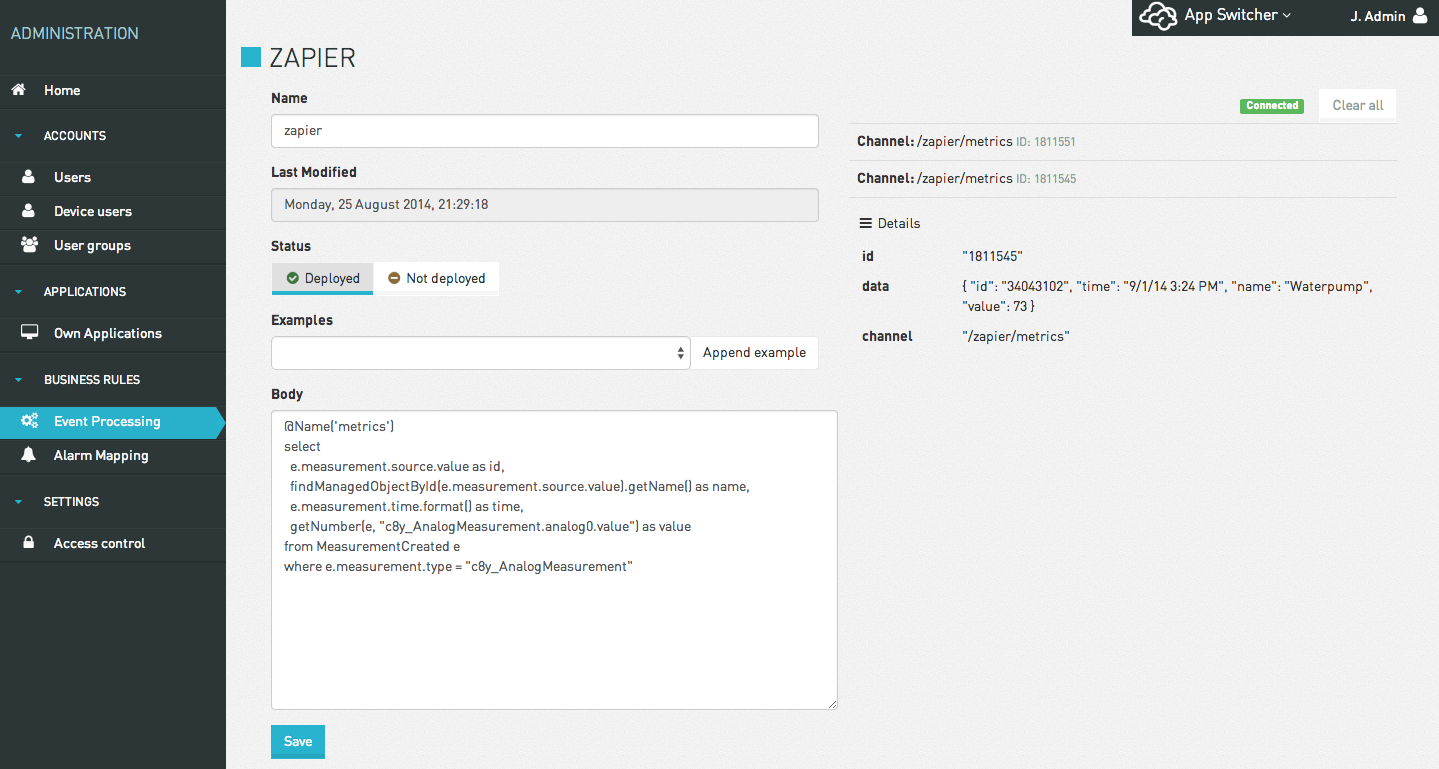 ADMINISTRATION
App Switcher
J. Admin
Home
ACCOUNTS
Users
Device users
User groups
APPLICATIONS
Own Applications
BUSINESS RULES
Event Processing
Alarm Mapping
SETTINGS
Access control
ZAPIER
Name
zapier
Last Modified
Monday, 25 August 2014, 21:29:18
Status
Deployed Not deployed
Examples
Append example
Body
@Name('metrics')
select
e.measurement.source.value as id,
findManagedObjectById(e.measurement.source.value).getName() as name,
e.measurement.time.format() as time,
getNumber(e, "c8y_AnalogMeasurement.analog0.value") as value
from MeasurementCreated e
where e.measurement.type = "c8y_AnalogMeasurement"
Save
Connected Clear all
Channel: /zapier/metrics ID: 1811551
Channel: /zapier/metrics ID: 1811545
Details
id "1811545"
data { "id": "34043102", "time": "9/1/14 3:24 PM", "name": "Waterpump",
"value": 73 }
channel "/zapier/metrics"